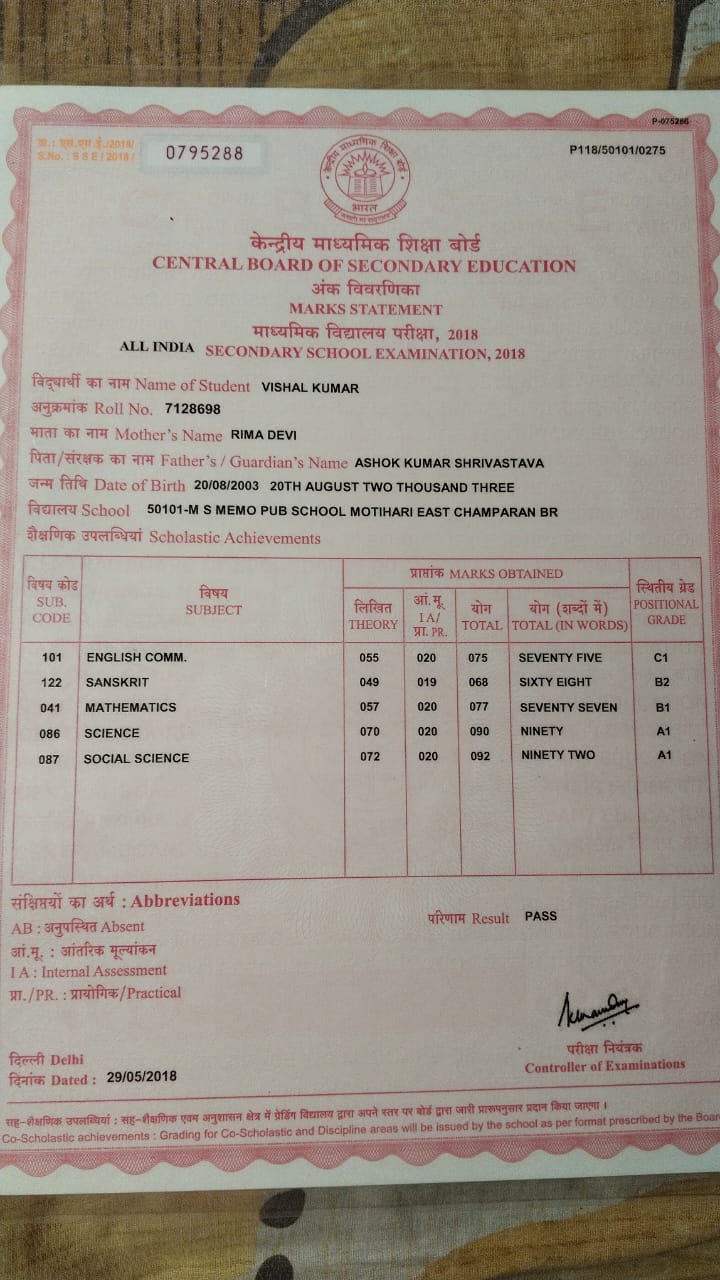 P-075286
क्र.: एस.एस.ई./2018/
S.No. : S S E / 2018 / 0795288
P118/50101/0275
केन्द्रीय माध्यमिक शिक्षा बोर्ड
भारत
केन्द्रीय माध्यमिक शिक्षा बोर्ड
CENTRAL BOARD OF SECONDARY EDUCATION
अंक विवरणिका
MARKS STATEMENT
माध्यमिक विद्यालय परीक्षा, 2018
ALL INDIA SECONDARY SCHOOL EXAMINATION, 2018
विद्यार्थी का नाम Name of Student VISHAL KUMAR
अनुक्रमांक Roll No. 7128698
माता का नाम Mother's Name RIMA DEVI
पिता/संरक्षक का नाम Father's / Guardian's Name ASHOK KUMAR SHRIVASTAVA
जन्म तिथि Date of Birth 20/08/2003 20TH AUGUST TWO THOUSAND THREE
विद्यालय School 50101-M S MEMO PUB SCHOOL MOTIHARI EAST CHAMPARAN BR
शैक्षणिक उपलब्धियां Scholastic Achievements
विषय कोड SUB. CODE विषय SUBJECT प्राप्तांक MARKS OBTAINED स्थितीय ग्रेड POSITIONAL GRADE
लिखित THEORY आं.मू. I A/ प्रा. PR. योग TOTAL योग (शब्दों में) TOTAL (IN WORDS)
101 ENGLISH COMM. 055 020 075 SEVENTY FIVE C1
122 SANSKRIT 049 019 068 SIXTY EIGHT B2
041 MATHEMATICS 057 020 077 SEVENTY SEVEN B1
086 SCIENCE 070 020 090 NINETY A1
087 SOCIAL SCIENCE 072 020 092 NINETY TWO A1
संक्षिप्तयों का अर्थ : Abbreviations
AB : अनुपस्थित Absent
परिणाम Result PASS
आं.मू. : आंतरिक मूल्यांकन
I A : Internal Assessment
प्रा./PR. : प्रायोगिक/Practical
दिल्ली Delhi
दिनांक Dated : 29/05/2018
परीक्षा नियंत्रक
Controller of Examinations
सह-शैक्षणिक उपलब्धियां : सह-शैक्षणिक एवम अनुशासन क्षेत्र में ग्रेडिंग विद्यालय द्वारा अपने स्तर पर बोर्ड द्वारा जारी प्रारूपनुसार प्रदान किया जाएगा ।
Co-Scholastic achievements : Grading for Co-Scholastic and Discipline areas will be issued by the school as per format prescribed by the Boar